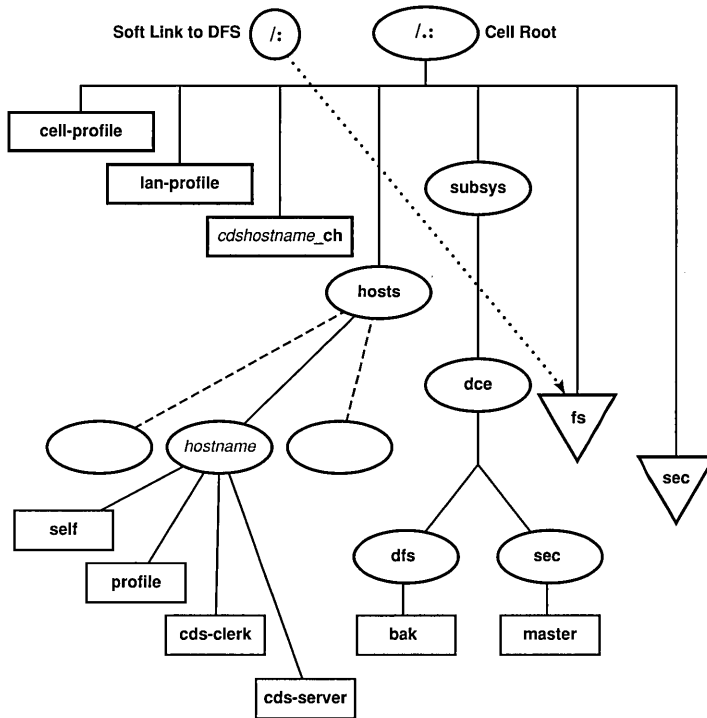 Soft Link to DFS
/:
/.:
Cell Root
cell-profile
lan-profile
cdshostname_ch
subsys
hosts
dce
fs
hostname
sec
self
dfs
sec
profile
cds-clerk
bak
master
cds-server